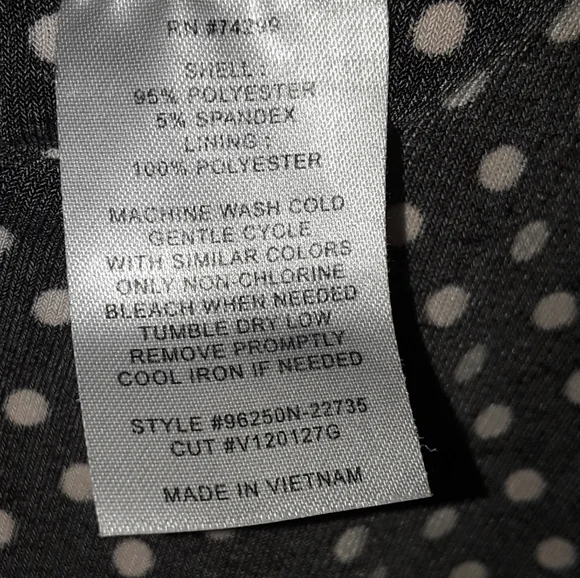 SHELL :
95% POLYESTER
5% SPANDEX
LINING :
100% POLYESTER
MACHINE WASH COLD
GENTLE CYCLE
WITH SIMILAR COLORS
ONLY NON-CHLORINE
BLEACH WHEN NEEDED
TUMBLE DRY LOW
REMOVE PROMPTLY
COOL IRON IF NEEDED
STYLE #96250N-22735
CUT #V120127G
MADE IN VIETNAM